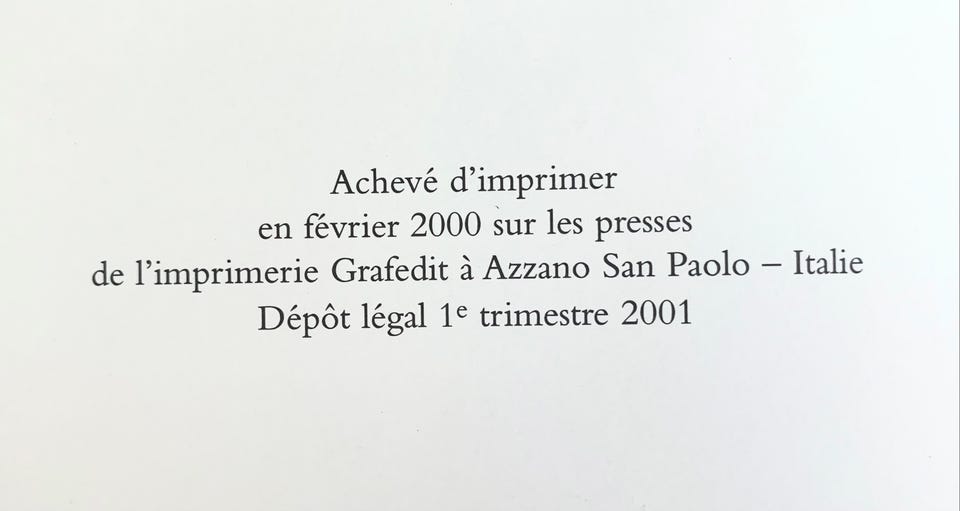 Achevé d'imprimer
en février 2000 sur les presses
de l'imprimerie Grafedit à Azzano San Paolo – Italie
Dépôt légal 1e trimestre 2001